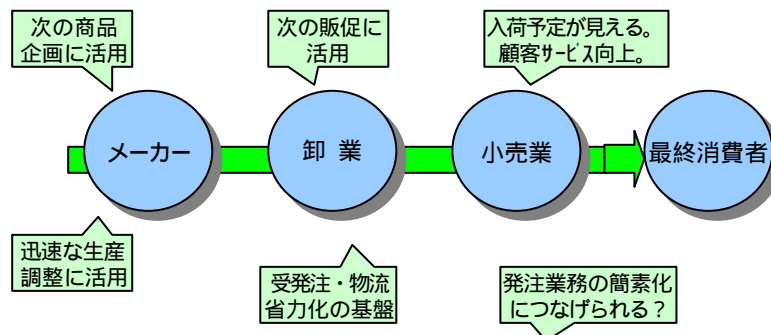 次の商品
企画に活用
次の販促に
活用
入荷予定が見える。
顧客サービス向上。
メーカー
卸 業
小売業
最終消費者
迅速な生産
調整に活用
受発注・物流
省力化の基盤
発注業務の簡素化
につなげられる？